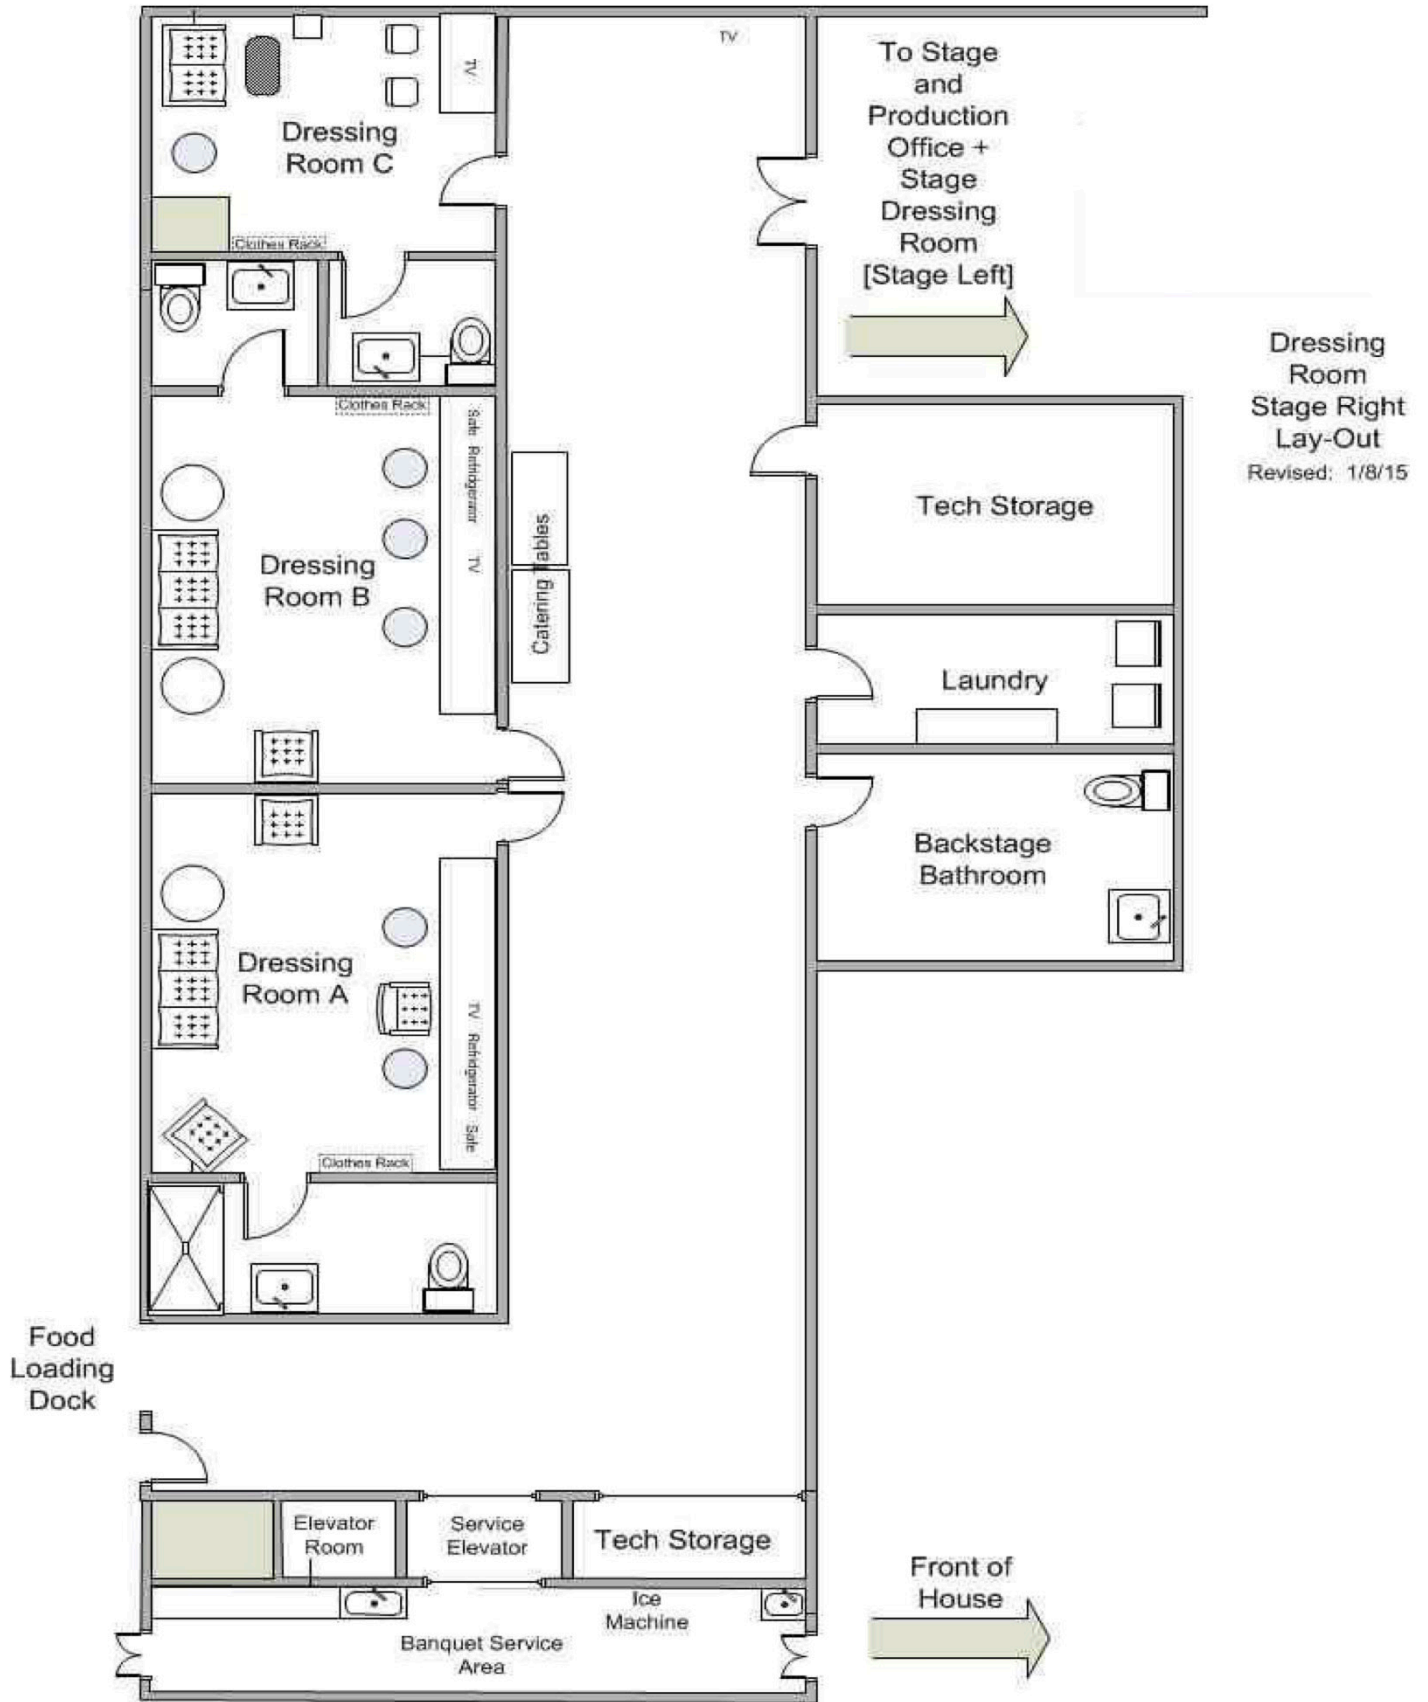 TV
To Stage
and
Production
Office +
Stage
Dressing
Room
[Stage Left]
TV
Dressing
Room C
Clothes Rack
Dressing
Room
Stage Right
Lay-Out
Revised: 1/8/15
Clothes Rack
Safe Refridgerator TV
Dressing
Room B
Catering Tables
Tech Storage
Laundry
Backstage
Bathroom
Dressing
Room A
TV Refridgerator Safe
Clothes Rack
Food
Loading
Dock
Elevator
Room
Service
Elevator
Tech Storage
Ice
Machine
Banquet Service
Area
Front of
House